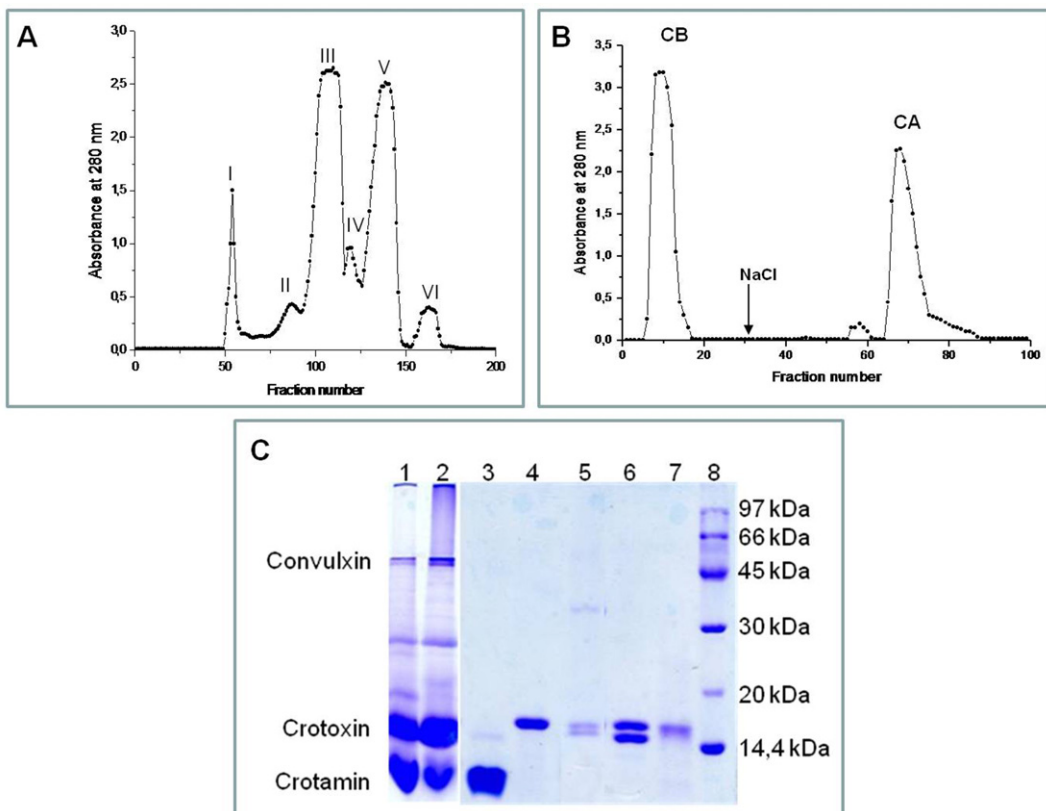 A
Absorbance at 280 nm
3,0
2,5
2,0
1,5
1,0
0,5
0,0
I
II
III
IV
V
VI
0 50 100 150 200
Fraction number
B
Absorbance at 280 nm
3,5
3,0
2,5
2,0
1,5
1,0
0,5
0,0
CB
NaCl
CA
0 20 40 60 80 100
Fraction number
C
1 2 3 4 5 6 7 8
97 kDa
66 kDa
Convulxin
45 kDa
30 kDa
20 kDa
Crotoxin
14,4 kDa
Crotamin